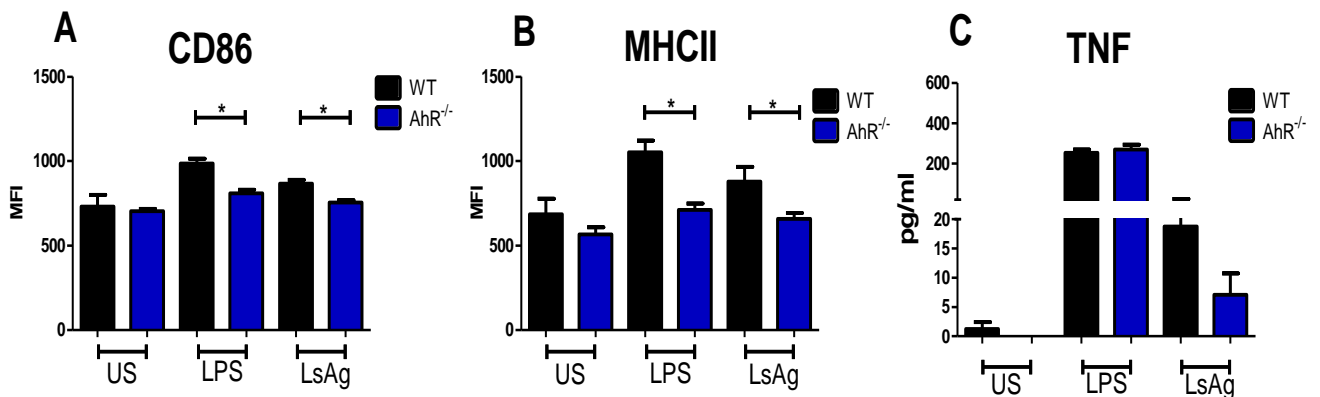 A
CD86
1500
1000
500
0
MFI
*
*
WT
AhR-/-
US
LPS
LsAg
B
MHCII
1500
1000
500
0
MFI
*
*
WT
AhR-/-
US
LPS
LsAg
C
TNF
600
400
200
20
15
10
5
0
pg/ml
WT
AhR-/-
US
LPS
LsAg